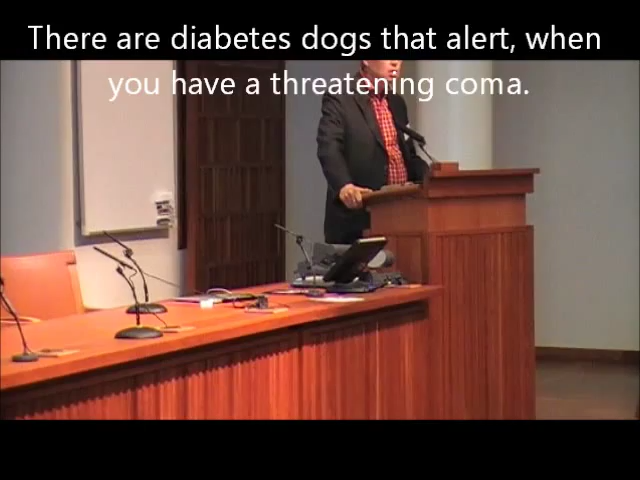 There are diabetes dogs that alert, when
you have a threatening coma.